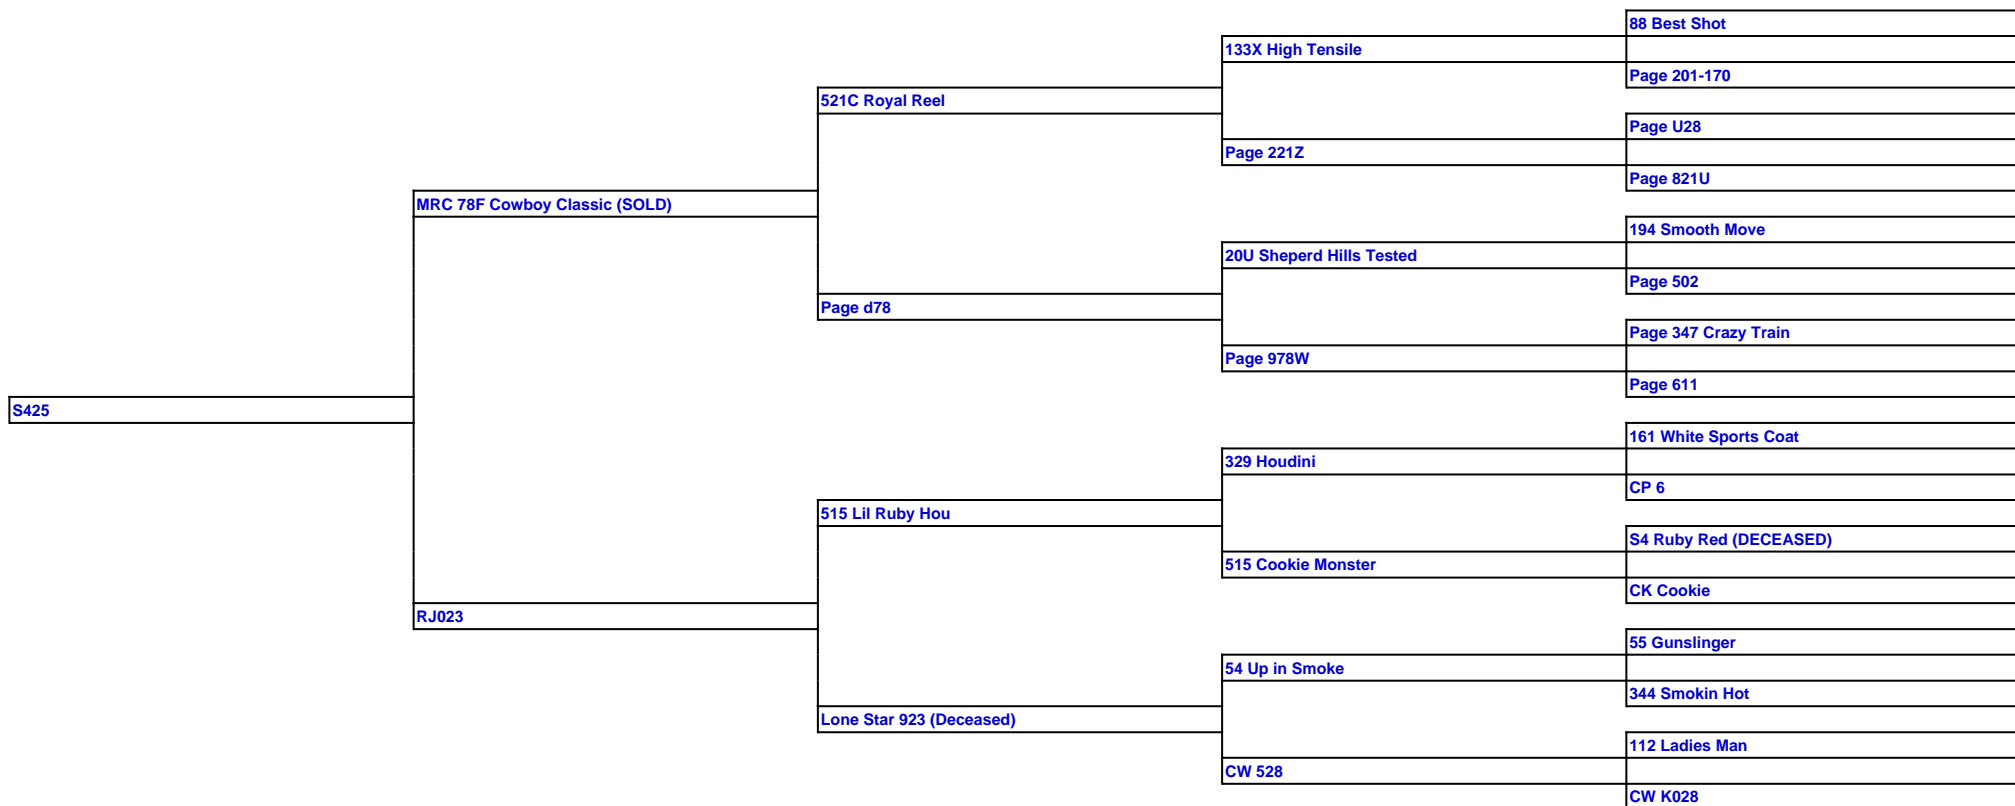 88 Best Shot
133X High Tensile
Page 201-170
521C Royal Reel
Page U28
Page 221Z
Page 821U
MRC 78F Cowboy Classic (SOLD)
194 Smooth Move
20U Sheperd Hills Tested
Page 502
Page d78
Page 347 Crazy Train
Page 978W
Page 611
S425
161 White Sports Coat
329 Houdini
CP 6
515 Lil Ruby Hou
S4 Ruby Red (DECEASED)
515 Cookie Monster
CK Cookie
RJ023
55 Gunslinger
54 Up in Smoke
344 Smokin Hot
Lone Star 923 (Deceased)
112 Ladies Man
CW 528
CW K028